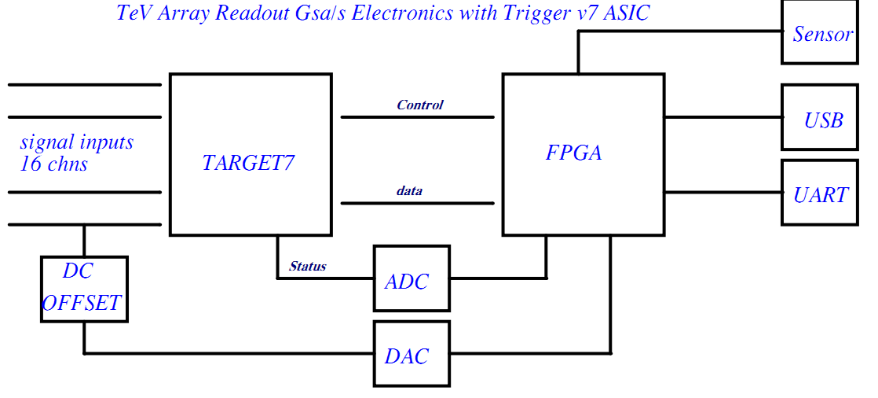 TeV Array Readout Gsa/s Electronics with Trigger v7 ASIC
Sensor
Control
USB
signal inputs
16 chns
TARGET7
FPGA
data
UART
Status
DC
OFFSET
ADC
DAC